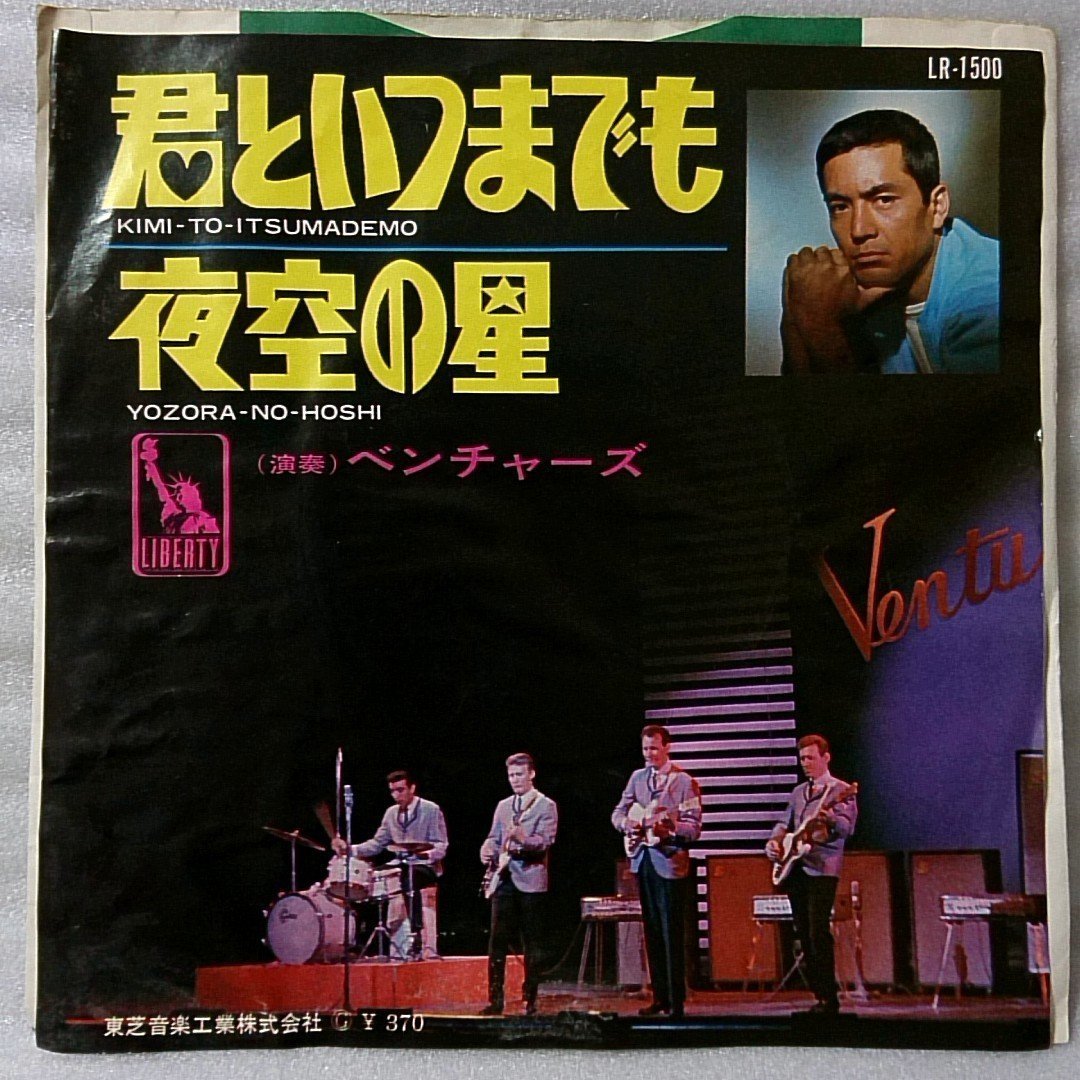 LR-1500
君といつまでも
KIMI-TO-ITSUMADEMO
夜空の星
YOZORA-NO-HOSHI
(演奏) ベンチャーズ
LIBERTY
Ventu
東芝音楽工業株式会社 Ⓖ ¥ 370